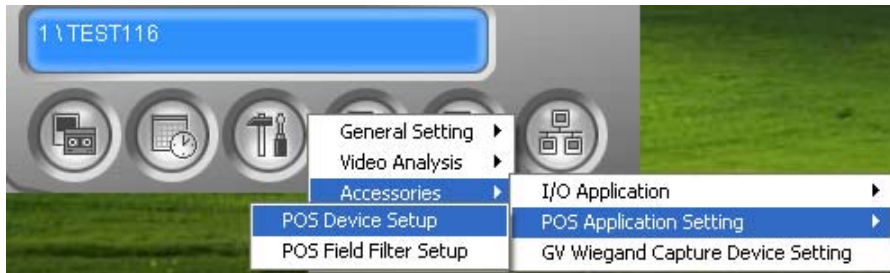 1 \ TEST116
General Setting
Video Analysis
Accessories
I/O Application
POS Device Setup
POS Application Setting
POS Field Filter Setup
GV Wiegand Capture Device Setting